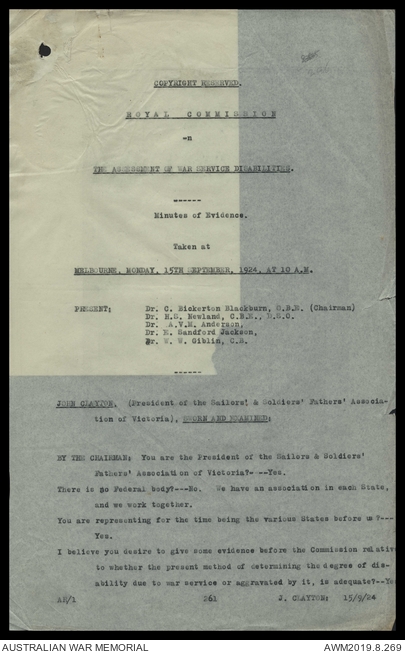 COPYRIGHT RESERVED.
ROYAL COMMISSION
on
THE ASSESSMENT OF WAR SERVICE DISABILITIES.
------
Minutes of Evidence.
Taken at
MELBOURNE, MONDAY, 15TH SEPTEMBER, 1924, AT 10 A.M.
PRESENT: Dr. C. Bickerton Blackburn, O.B.E. (Chairman)
Dr. H.S. Newland, C.B.E., D.S.O.
Dr. A.V.M. Anderson,
Dr. E. Sandford Jackson,
Dr. W. W. Giblin, C.B.
------
JOHN CLAYTON, (President of the Sailors' & Soldiers' Fathers' Associa-
tion of Victoria), SWORN AND EXAMINED:
BY THE CHAIRMAN: You are the President of the Sailors & Soldiers'
Fathers' Association of Victoria?---Yes.
There is no Federal body?---No. We have an association in each State,
and we work together.
You are representing for the time being the various States before us?---
Yes.
I believe you desire to give some evidence before the Commission relative
to whether the present method of determining the degree of dis-
ability due to war service or aggravated by it, is adequate?--Yes
AR/1 261 J. CLAYTON: 15/9/24
AUSTRALIAN WAR MEMORIAL AWM2019.8.269